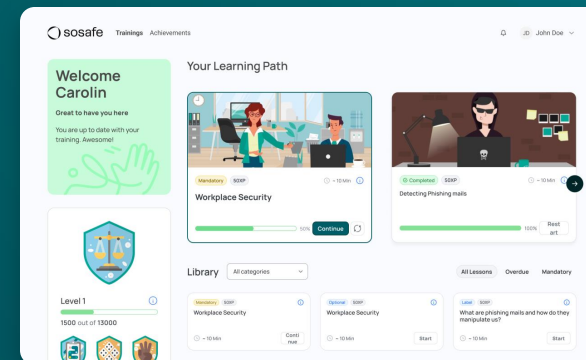 sosafe
Trainings Achievements
JD John Doe
Welcome
Carolin
Great to have you here
You are up to date with your
training. Awesome!
Your Learning Path
Mandatory 50XP
~ 10 Min
Workplace Security
50% Continue
Completed 50XP
~ 10 Min
Detecting Phishing mails
100% Rest
art
Level 1
1500 out of 13000
Library All categories
All Lessons Overdue Mandatory
Mandatory 50XP
Workplace Security
~ 10 Min Conti
nue
Optional 50XP
Workplace Security
~ 10 Min Start
Label 50XP
What are phishing mails and how do they
manipulate us?
~ 10 Min Start